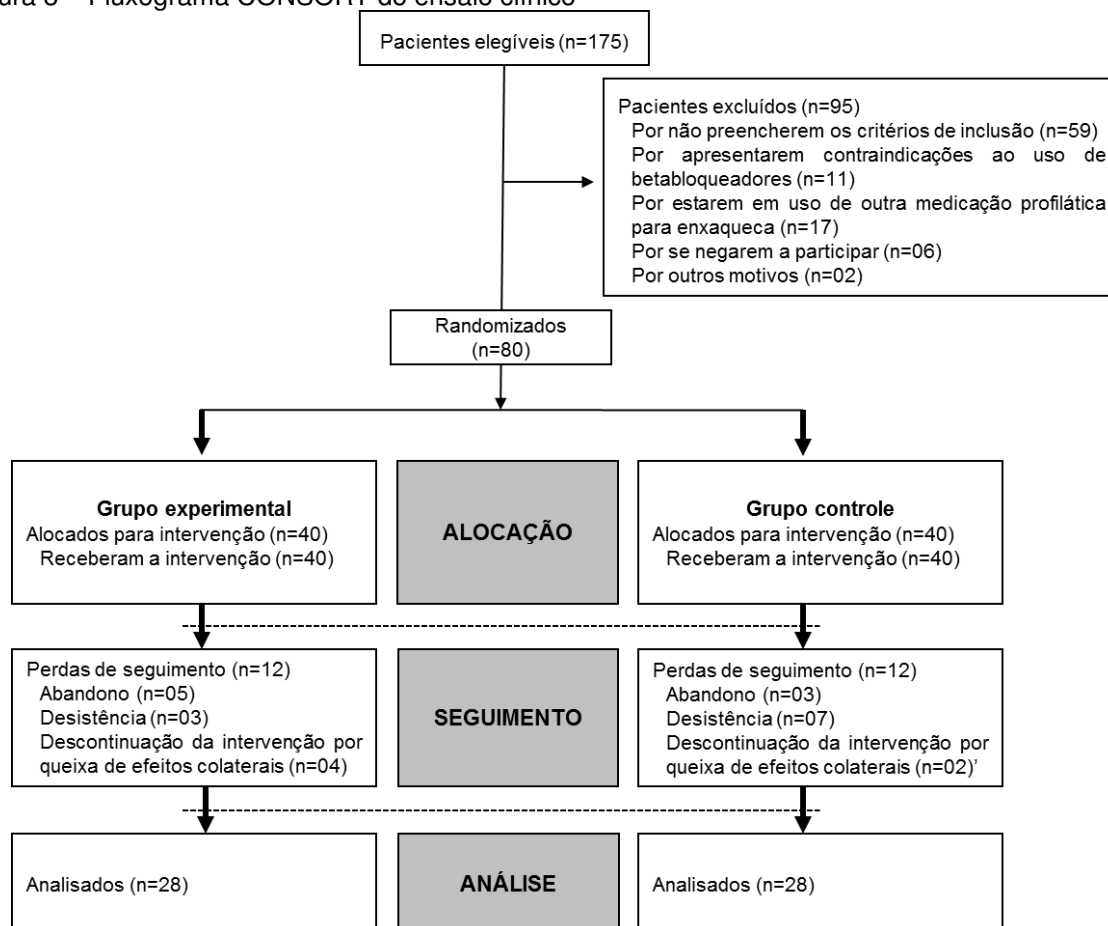 Fluxograma CONSORT do ensaio clínico
Pacientes elegíveis (n=175)
Pacientes excluídos (n=95)
Por não preencherem os critérios de inclusão (n=59)
Por apresentarem contraindicações ao uso de
betabloqueadores (n=11)
Por estarem em uso de outra medicação profilática
para enxaqueca (n=17)
Por se negarem a participar (n=06)
Por outros motivos (n=02)
Randomizados
(n=80)
Grupo experimental
Alocados para intervenção (n=40)
Receberam a intervenção (n=40)
ALOCAÇÃO
Grupo controle
Alocados para intervenção (n=40)
Receberam a intervenção (n=40)
Perdas de seguimento (n=12)
Abandono (n=05)
Desistência (n=03)
Descontinuação da intervenção por
queixa de efeitos colaterais (n=04)
SEGUIMENTO
Perdas de seguimento (n=12)
Abandono (n=03)
Desistência (n=07)
Descontinuação da intervenção por
queixa de efeitos colaterais (n=02)’
Analisados (n=28)
ANÁLISE
Analisados (n=28)